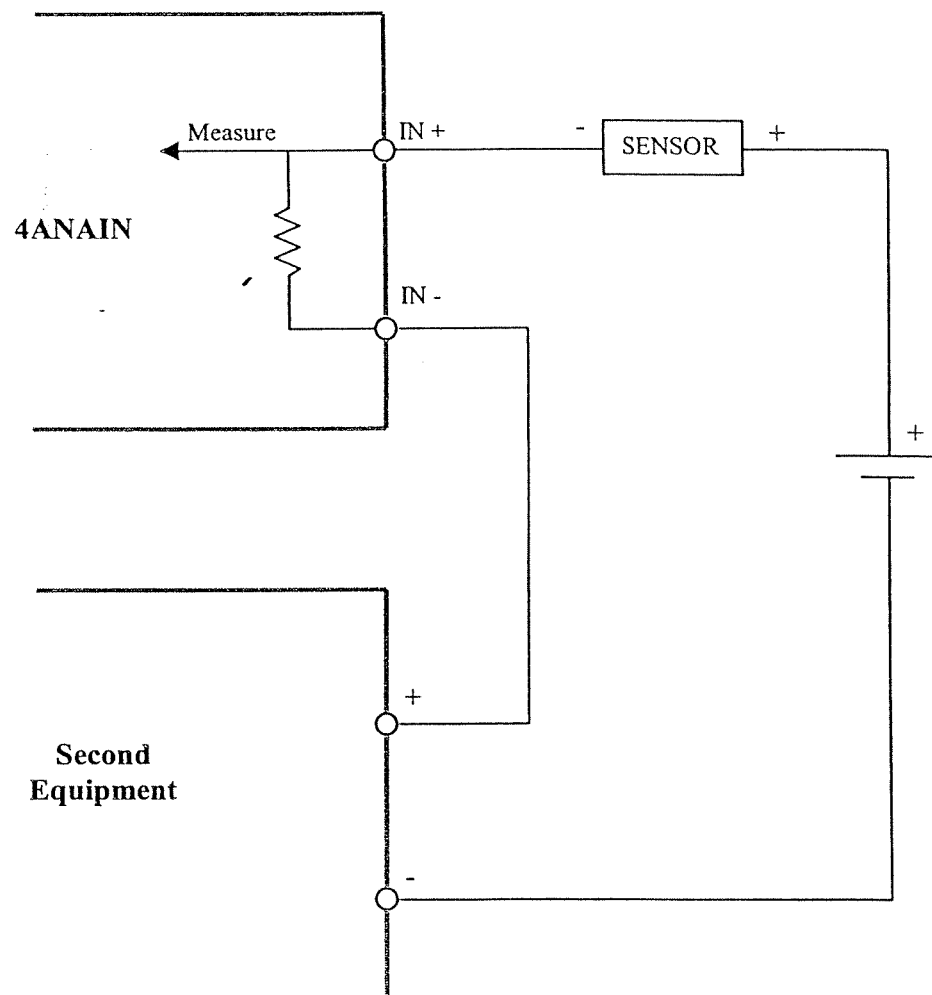 Measure
IN +
-
SENSOR
+
4ANAIN
IN -
+
+
Second
Equipment
-